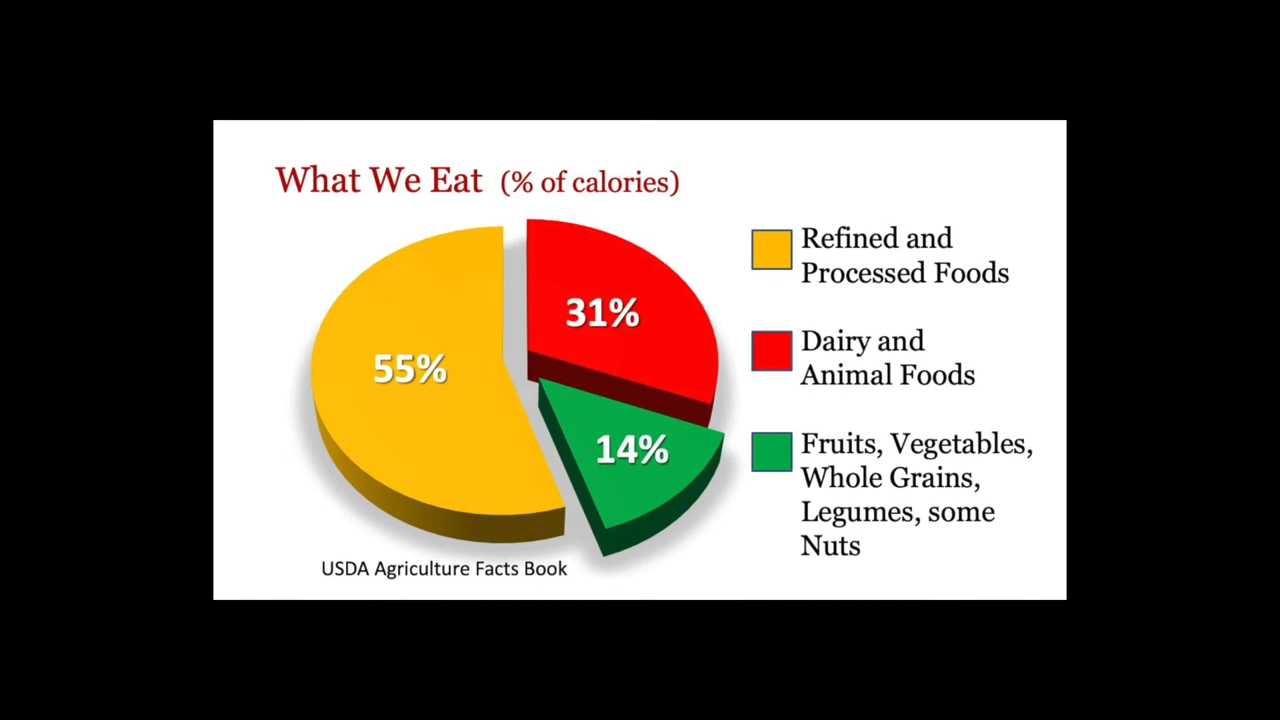 What We Eat (% of calories)
55%
31%
14%
Refined and
Processed Foods
Dairy and
Animal Foods
Fruits, Vegetables,
Whole Grains,
Legumes, some
Nuts
USDA Agriculture Facts Book